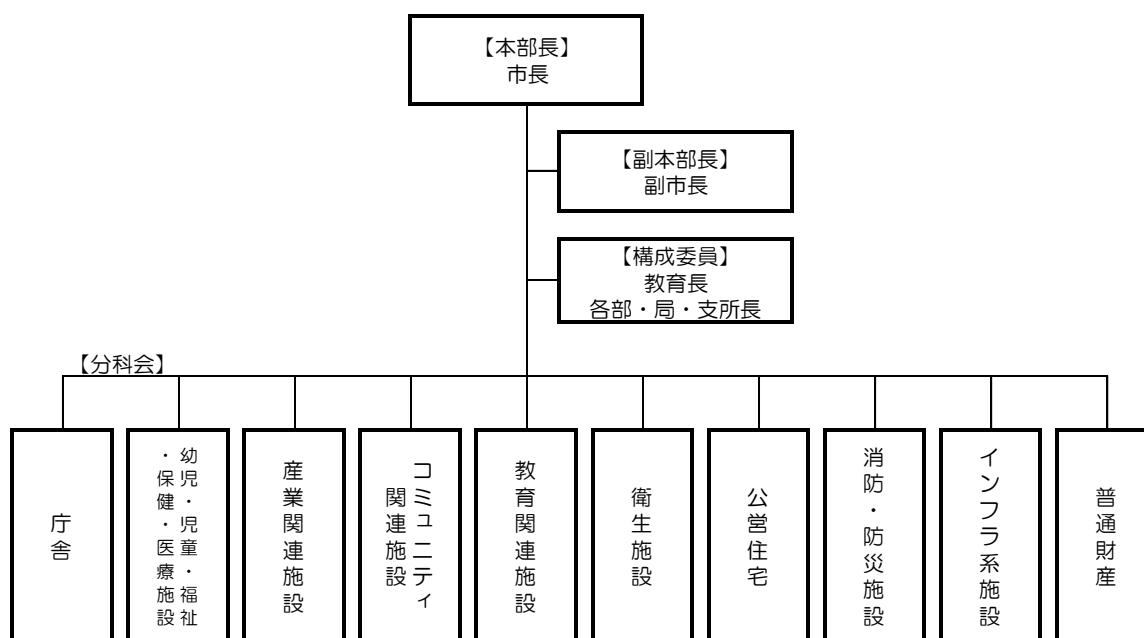 【本部長】
市長
【副本部長】
副市長
【構成委員】
教育長
各部・局・支所長
【分科会】
庁舎
幼児・児童・福祉
・保健・医療施設
産業関連施設
コミュニティ
関連施設
教育関連施設
衛生施設
公営住宅
消防・防災施設
インフラ系施設
普通財産